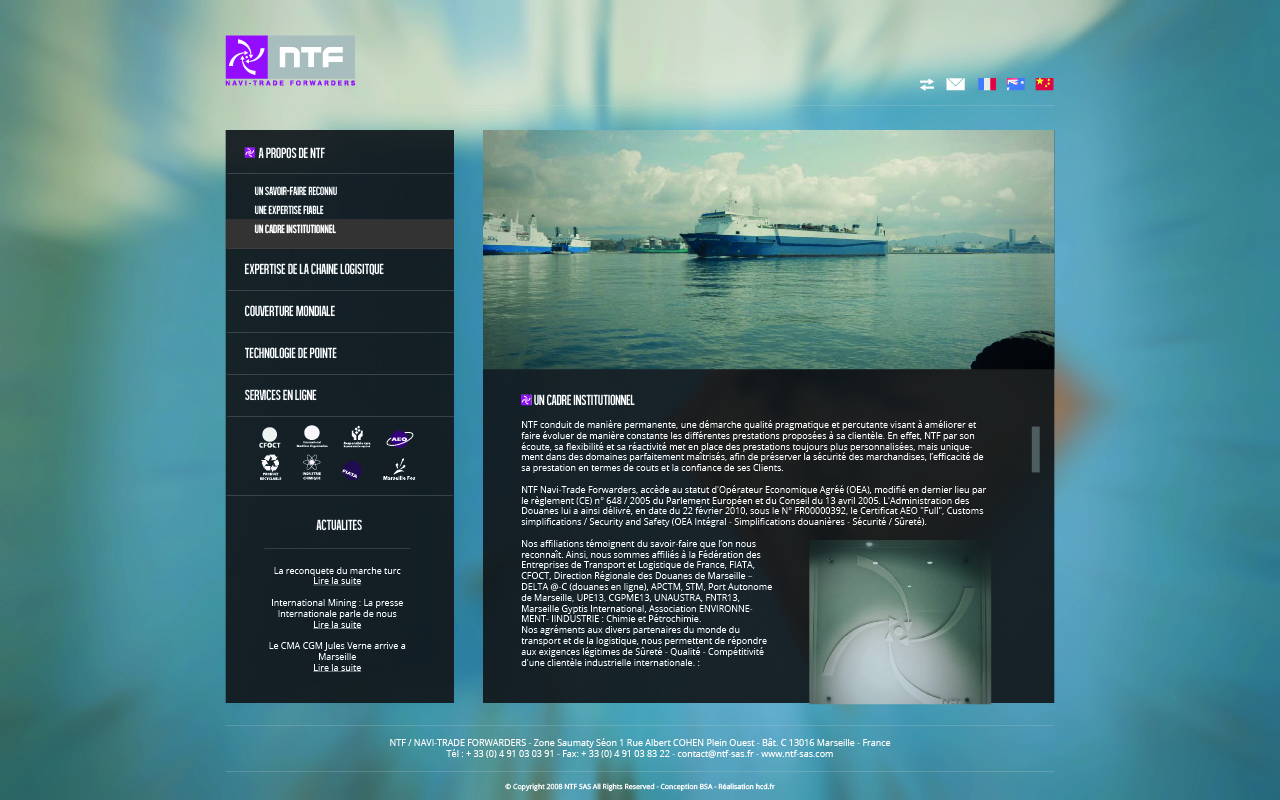 NTF
NAVI-TRADE FORWARDERS
A PROPOS DE NTF
UN SAVOIR-FAIRE RECONNU
UNE EXPERTISE FIABLE
UN CADRE INSTITUTIONNEL
EXPERTISE DE LA CHAINE LOGISITQUE
COUVERTURE MONDIALE
TECHNOLOGIE DE POINTE
SERVICES EN LIGNE
CFOCT
AEO
PRODUIT
RECYCLABLE
INDUSTRIE
CHIMIQUE
FIATA
Marseille Fos
ACTUALITES
La reconquete du marche turc
Lire la suite
International Mining : La presse
Internationale parle de nous
Lire la suite
Le CMA CGM Jules Verne arrive a
Marseille
Lire la suite
UN CADRE INSTITUTIONNEL
NTF conduit de manière permanente, une démarche qualité pragmatique et percutante visant à améliorer et
faire évoluer de manière constante les différentes prestations proposées à sa clientèle. En effet, NTF par son
écoute, sa flexibilité et sa réactivité met en place des prestations toujours plus personnalisées, mais unique-
ment dans des domaines parfaitement maîtrisés, afin de préserver la sécurité des marchandises, l'efficacité de
sa prestation en termes de couts et la confiance de ses Clients.
NTF Navi-Trade Forwarders, accède au statut d'Opérateur Economique Agréé (OEA), modifié en dernier lieu par
le règlement (CE) n° 648 / 2005 du Parlement Européen et du Conseil du 13 avril 2005. L'Administration des
Douanes lui a ainsi délivré, en date du 22 février 2010, sous le N° FR00000392, le Certificat AEO "Full", Customs
simplifications / Security and Safety (OEA Intégral - Simplifications douanières - Sécurité / Sûreté).
Nos affiliations témoignent du savoir-faire que l'on nous
reconnaît. Ainsi, nous sommes affiliés à la Fédération des
Entreprises de Transport et Logistique de France, FIATA,
CFOCT, Direction Régionale des Douanes de Marseille –
DELTA @-C (douanes en ligne), APCTM, STM, Port Autonome
de Marseille, UPE13, CGPME13, UNAUSTRA, FNTR13,
Marseille Gyptis International, Association ENVIRONNE-
MENT- IINDUSTRIE : Chimie et Pétrochimie.
Nos agréments aux divers partenaires du monde du
transport et de la logistique, nous permettent de répondre
aux exigences légitimes de Sûreté - Qualité - Compétitivité
d'une clientèle industrielle internationale. :
NTF / NAVI-TRADE FORWARDERS - Zone Saumaty Séon 1 Rue Albert COHEN Plein Ouest - Bât. C 13016 Marseille - France
Tél : + 33 (0) 4 91 03 03 91 - Fax: + 33 (0) 4 91 03 83 22 - contact@ntf-sas.fr - www.ntf-sas.com
© Copyright 2008 NTF SAS All Rights Reserved - Conception BSA - Réalisation hcd.fr